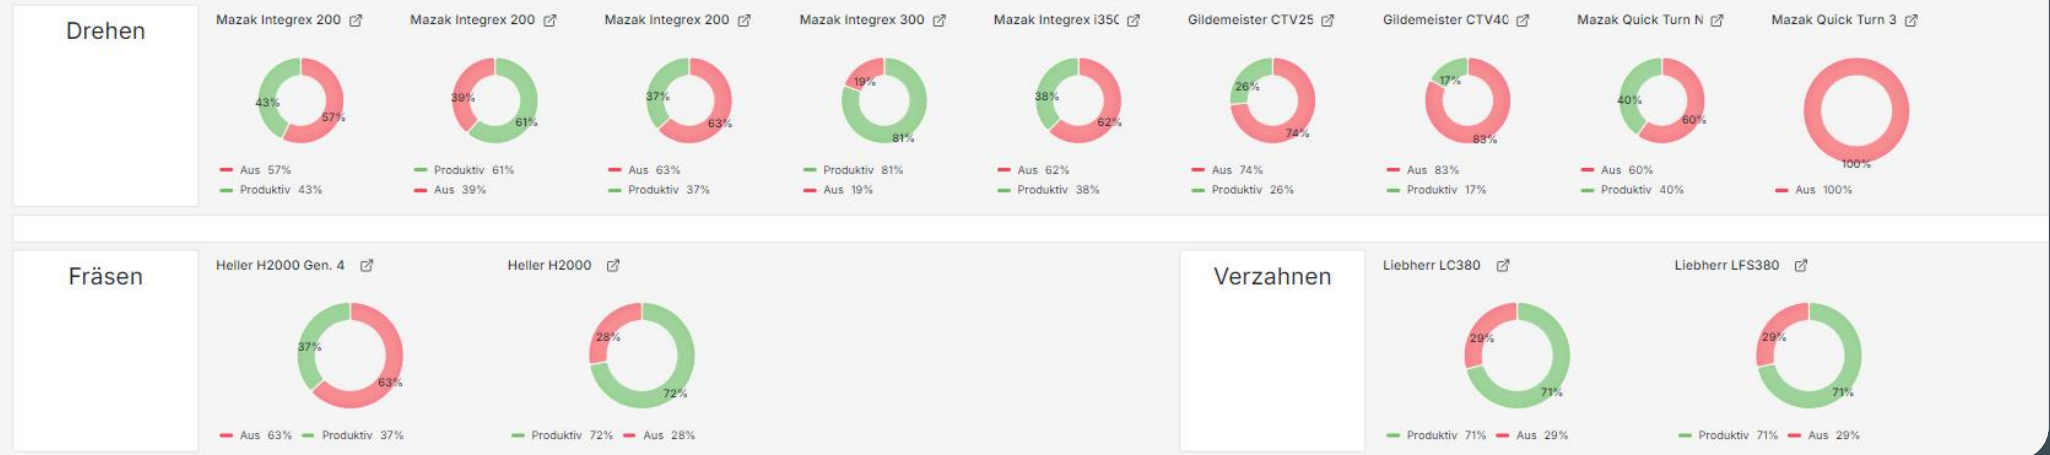 Drehen
Mazak Integrex 200
Mazak Integrex 200
Mazak Integrex 200
Mazak Integrex 300
Mazak Integrex i350
Gildemeister CTV25
Gildemeister CTV40
Mazak Quick Turn N
Mazak Quick Turn 3
43%
57%
39%
61%
37%
63%
19%
81%
38%
62%
26%
74%
17%
83%
40%
60%
100%
Aus 57%
Produktiv 43%
Produktiv 61%
Aus 39%
Aus 63%
Produktiv 37%
Produktiv 81%
Aus 19%
Aus 62%
Produktiv 38%
Aus 74%
Produktiv 26%
Aus 83%
Produktiv 17%
Aus 60%
Produktiv 40%
Aus 100%
Fräsen
Heller H2000 Gen. 4
Heller H2000
37%
63%
28%
72%
Aus 63% Produktiv 37%
Produktiv 72% Aus 28%
Verzahnen
Liebherr LC380
Liebherr LFS380
29%
71%
29%
71%
Produktiv 71% Aus 29%
Produktiv 71% Aus 29%